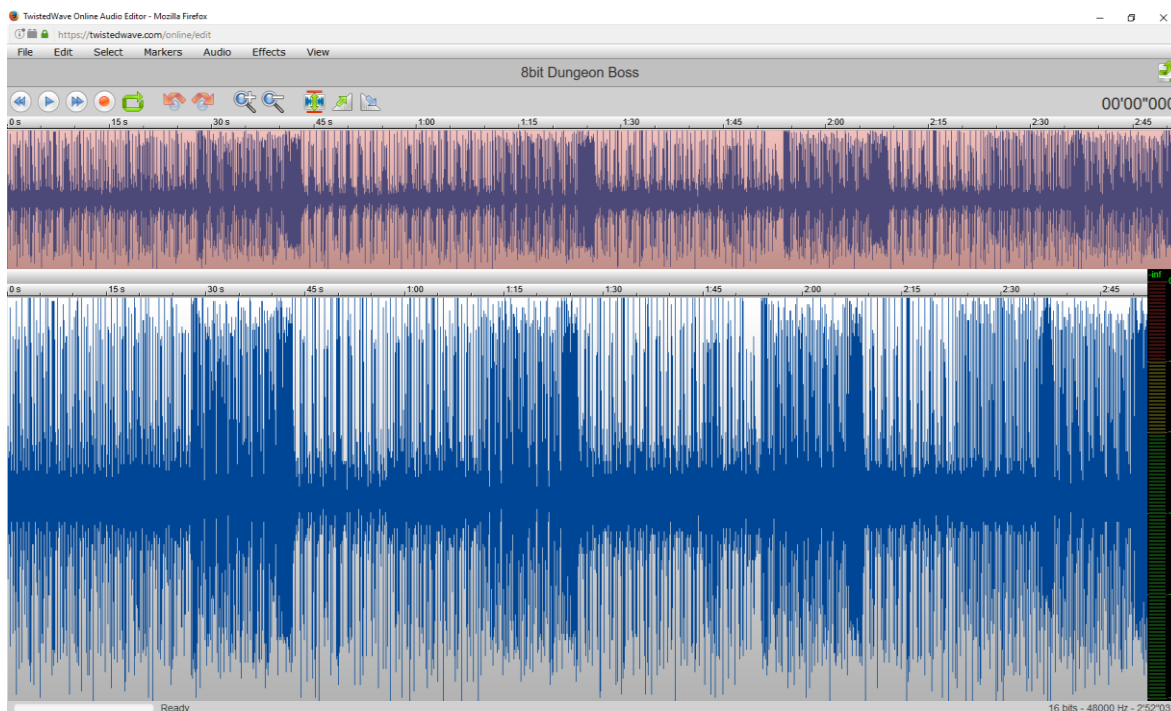 TwistedWave Online Audio Editor - Mozilla Firefox
https://twistedwave.com/online/edit
File Edit Select Markers Audio Effects View
8bit Dungeon Boss
00'00"000
0 s 15 s 30 s 45 s 1:00 1:15 1:30 1:45 2:00 2:15 2:30 2:45
-inf
0 s 15 s 30 s 45 s 1:00 1:15 1:30 1:45 2:00 2:15 2:30 2:45
Ready 16 bits - 48000 Hz - 2'52"03